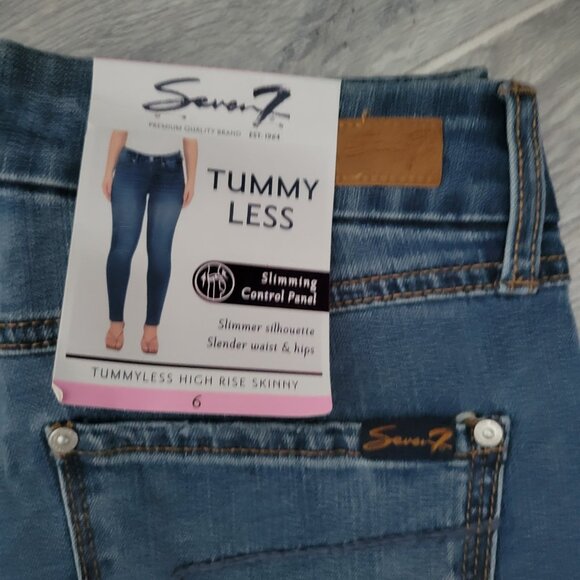 Seven7
PREMIUM QUALITY BRAND EST. 1964
TUMMY
LESS
Slimming
Control Panel
Slimmer silhouette
Slender waist & hips
TUMMYLESS HIGH RISE SKINNY
6
Seven7